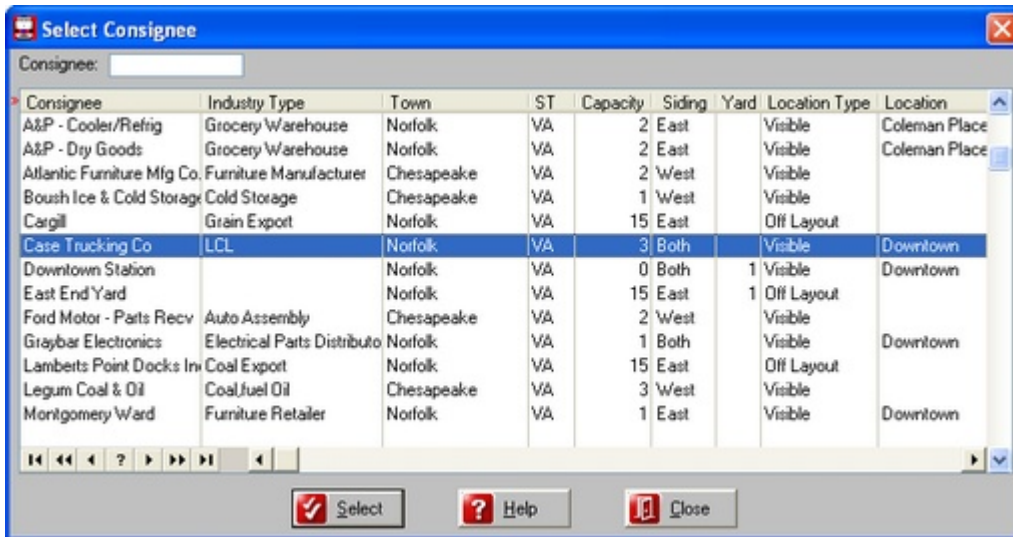 Select Consignee
Consignee:
Consignee Industry Type Town ST Capacity Siding Yard Location Type Location
A&P - Cooler/Refrig Grocery Warehouse Norfolk VA 2 East Visible Coleman Place
A&P - Dry Goods Grocery Warehouse Norfolk VA 2 East Visible Coleman Place
Atlantic Furniture Mfg Co. Furniture Manufacturer Chesapeake VA 2 West Visible
Boush Ice & Cold Storage Cold Storage Chesapeake VA 1 West Visible
Cargill Grain Export Norfolk VA 15 East Off Layout
Case Trucking Co LCL Norfolk VA 3 Both Visible Downtown
Downtown Station Norfolk VA 0 Both 1 Visible Downtown
East End Yard Norfolk VA 15 East 1 Off Layout
Ford Motor - Parts Recv Auto Assembly Chesapeake VA 2 West Visible
Graybar Electronics Electrical Parts Distributo Norfolk VA 1 Both Visible Downtown
Lamberts Point Docks In Coal Export Norfolk VA 15 East Off Layout
Legum Coal & Oil Coal,fuel Oil Chesapeake VA 3 West Visible
Montgomery Ward Furniture Retailer Norfolk VA 1 East Visible Downtown
?
Select ? Help Close